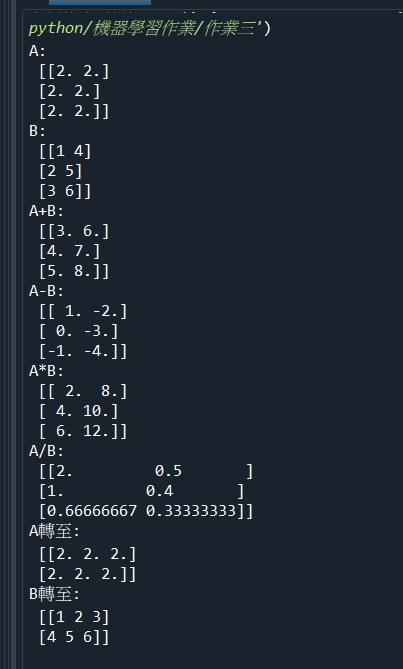 python/機器學習作業/作業三')
A:
 [[2. 2.]
 [2. 2.]
 [2. 2.]]
B:
 [[1 4]
 [2 5]
 [3 6]]
A+B:
 [[3. 6.]
 [4. 7.]
 [5. 8.]]
A-B:
 [[ 1. -2.]
 [ 0. -3.]
 [-1. -4.]]
A*B:
 [[ 2.  8.]
 [ 4. 10.]
 [ 6. 12.]]
A/B:
 [[2.         0.5       ]
 [1.         0.4       ]
 [0.66666667 0.33333333]]
A轉至:
 [[2. 2. 2.]
 [2. 2. 2.]]
B轉至:
 [[1 2 3]
 [4 5 6]]